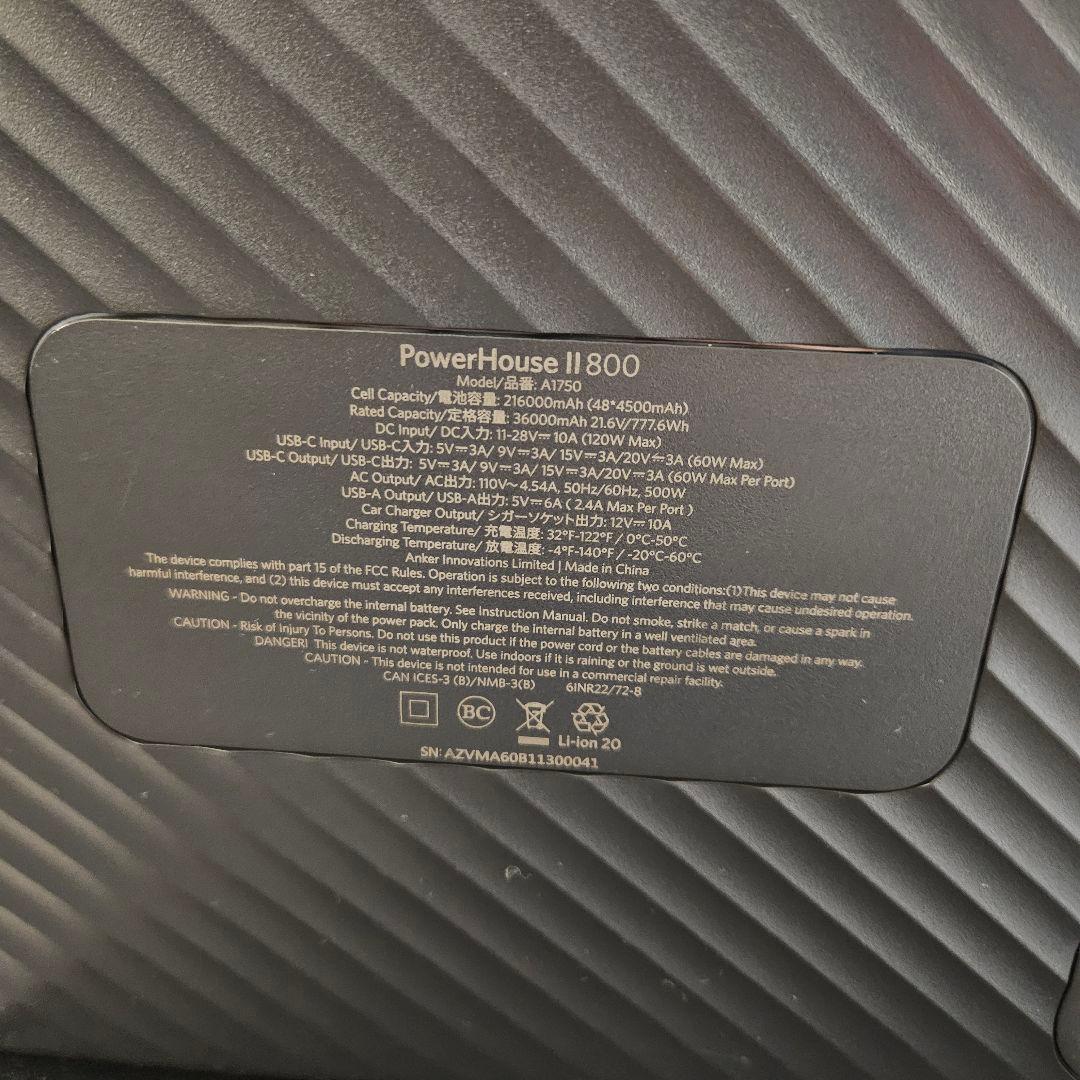 PowerHouse II 800
Model/品番: A1750
Cell Capacity/電池容量: 216000mAh (48*4500mAh)
Rated Capacity/定格容量: 36000mAh 21.6V/777.6Wh
DC Input/ DC入力: 11-28V⎓10A (120W Max)
USB-C Input/ USB-C入力: 5V⎓3A/ 9V⎓3A/ 15V⎓3A/20V⎓3A (60W Max)
USB-C Output/ USB-C出力: 5V⎓3A/ 9V⎓3A/ 15V⎓3A/20V⎓3A (60W Max Per Port)
AC Output/ AC出力: 110V~4.54A, 50Hz/60Hz, 500W
USB-A Output/ USB-A出力: 5V⎓6A ( 2.4A Max Per Port )
Car Charger Output/ シガーソケット出力: 12V⎓10A
Charging Temperature/ 充電温度: 32°F-122°F / 0°C-50°C
Discharging Temperature/ 放電温度: -4°F-140°F / -20°C-60°C
Anker Innovations Limited | Made in China
The device complies with part 15 of the FCC Rules. Operation is subject to the following two conditions:(1)This device may not cause
harmful interference, and (2) this device must accept any interferences received, including interference that may cause undesired operation.
WARNING - Do not overcharge the internal battery. See Instruction Manual. Do not smoke, strike a match, or cause a spark in
the vicinity of the power pack. Only charge the internal battery in a well ventilated area.
CAUTION - Risk of Injury To Persons. Do not use this product if the power cord or the battery cables are damaged in any way.
DANGER! This device is not waterproof. Use indoors if it is raining or the ground is wet outside.
CAUTION - This device is not intended for use in a commercial repair facility.
CAN ICES-3 (B)/NMB-3(B) 6INR22/72-8
BC
Li-ion 20
SN: AZVMA60B11300041